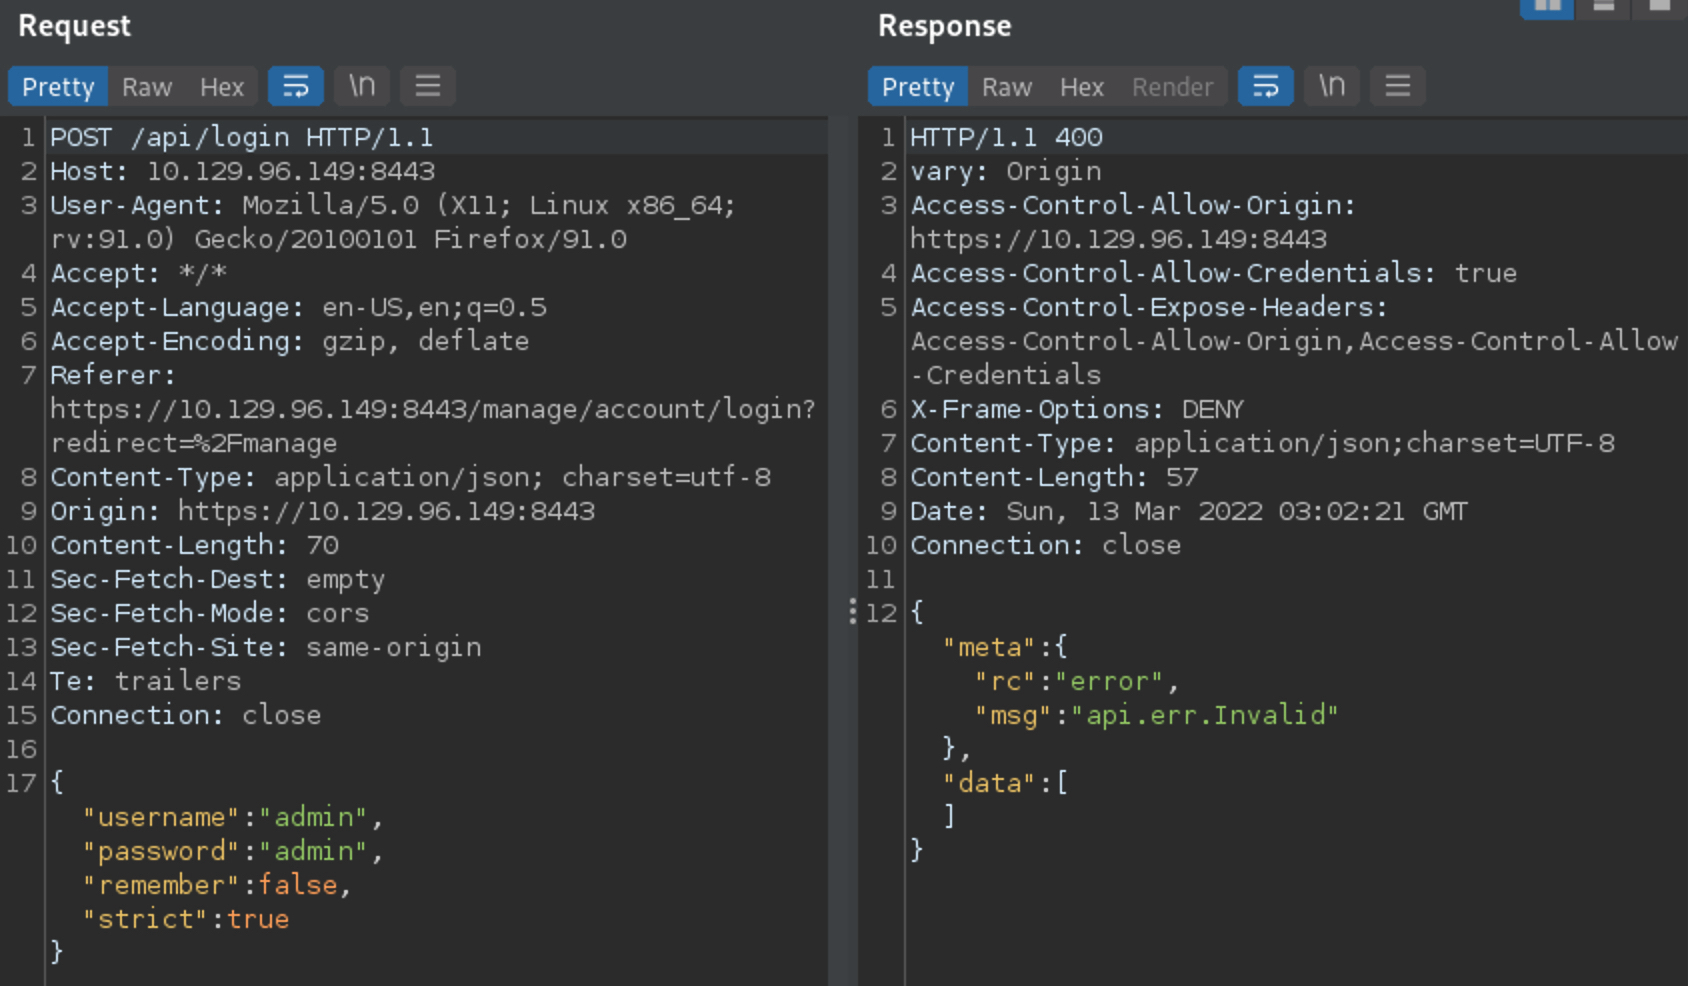 Request
Pretty Raw Hex \n
1 POST /api/login HTTP/1.1
2 Host: 10.129.96.149:8443
3 User-Agent: Mozilla/5.0 (X11; Linux x86_64;
rv:91.0) Gecko/20100101 Firefox/91.0
4 Accept: */*
5 Accept-Language: en-US,en;q=0.5
6 Accept-Encoding: gzip, deflate
7 Referer:
https://10.129.96.149:8443/manage/account/login?
redirect=%2Fmanage
8 Content-Type: application/json; charset=utf-8
9 Origin: https://10.129.96.149:8443
10 Content-Length: 70
11 Sec-Fetch-Dest: empty
12 Sec-Fetch-Mode: cors
13 Sec-Fetch-Site: same-origin
14 Te: trailers
15 Connection: close
16
17 {
"username":"admin",
"password":"admin",
"remember":false,
"strict":true
}
Response
Pretty Raw Hex Render \n
1 HTTP/1.1 400
2 vary: Origin
3 Access-Control-Allow-Origin:
https://10.129.96.149:8443
4 Access-Control-Allow-Credentials: true
5 Access-Control-Expose-Headers:
Access-Control-Allow-Origin,Access-Control-Allow
-Credentials
6 X-Frame-Options: DENY
7 Content-Type: application/json;charset=UTF-8
8 Content-Length: 57
9 Date: Sun, 13 Mar 2022 03:02:21 GMT
10 Connection: close
11
12 {
"meta":{
"rc":"error",
"msg":"api.err.Invalid"
},
"data":[
]
}